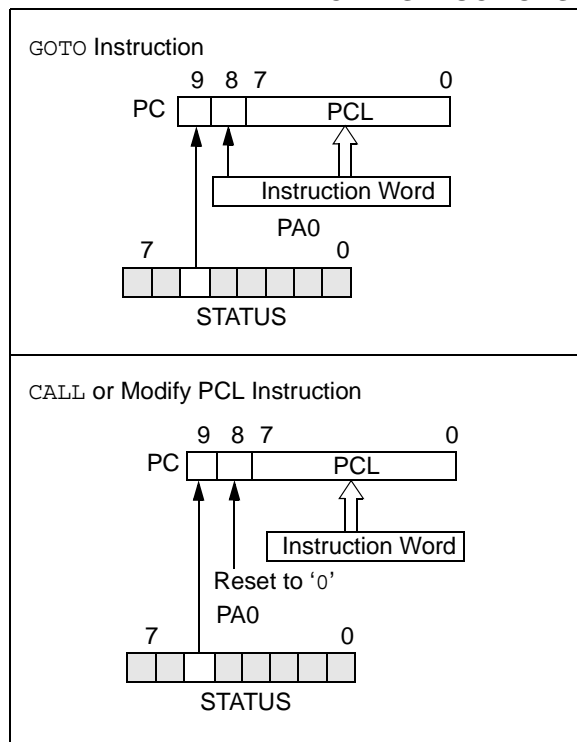 GOTO Instruction
9 8 7 0
PC PCL
Instruction Word
PA0
7 0
STATUS
CALL or Modify PCL Instruction
9 8 7 0
PC PCL
Instruction Word
Reset to ‘0’
PA0
7 0
STATUS